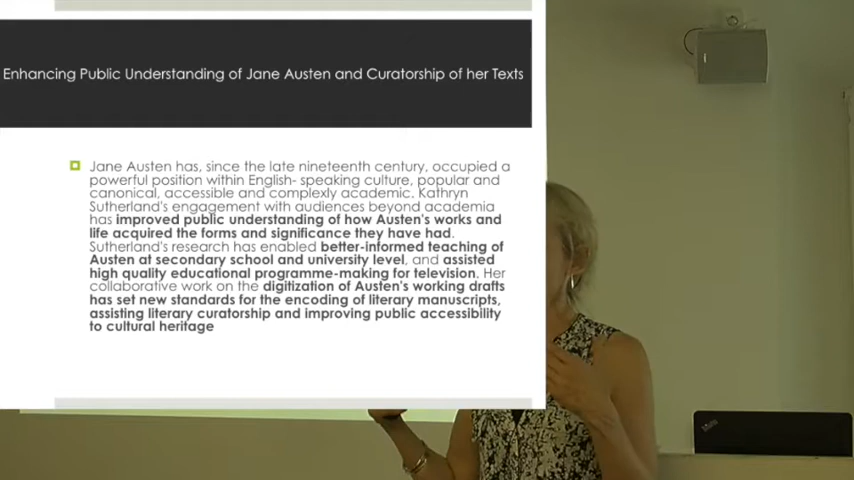 Enhancing Public Understanding of Jane Austen and Curatorship of her Texts
Jane Austen has, since the late nineteenth century, occupied a
powerful position within English- speaking culture, popular and
canonical, accessible and complexly academic. Kathryn
Sutherland's engagement with audiences beyond academia
has improved public understanding of how Austen's works and
life acquired the forms and significance they have had.
Sutherland's research has enabled better-informed teaching of
Austen at secondary school and university level, and assisted
high quality educational programme-making for television. Her
collaborative work on the digitization of Austen's working drafts
has set new standards for the encoding of literary manuscripts,
assisting literary curatorship and improving public accessibility
to cultural heritage